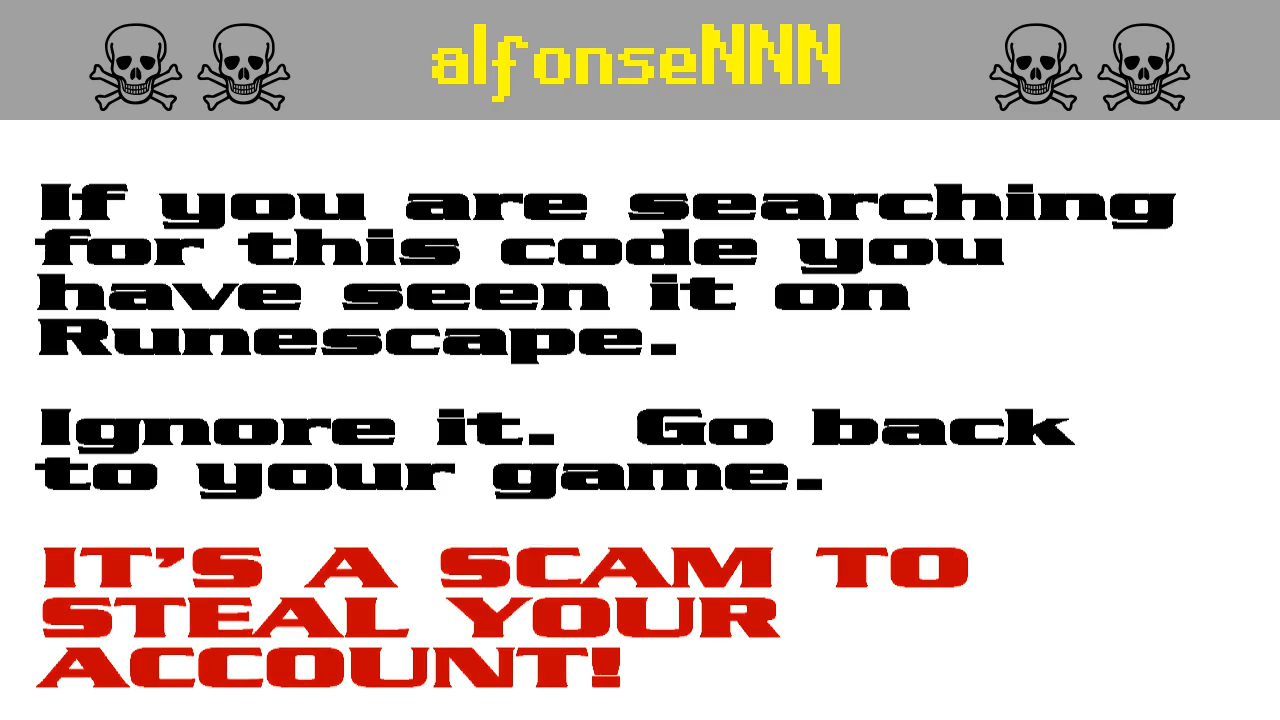 alfonseNNN
If you are searching
for this code you
have seen it on
Runescape.
Ignore it.  Go back
to your game.
IT'S A SCAM TO
STEAL YOUR
ACCOUNT!